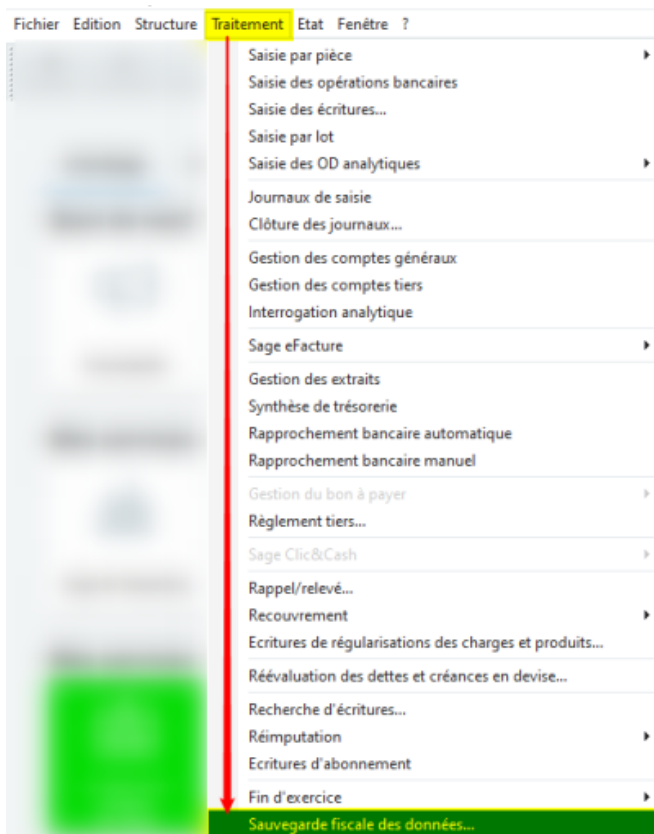 Fichier Edition Structure Traitement Etat Fenêtre ?
Saisie par pièce
Saisie des opérations bancaires
Saisie des écritures...
Saisie par lot
Saisie des OD analytiques
Journaux de saisie
Clôture des journaux...
Gestion des comptes généraux
Gestion des comptes tiers
Interrogation analytique
Sage eFacture
Gestion des extraits
Synthèse de trésorerie
Rapprochement bancaire automatique
Rapprochement bancaire manuel
Gestion du bon à payer
Règlement tiers...
Sage Clic&Cash
Rappel/relevé...
Recouvrement
Ecritures de régularisations des charges et produits...
Réévaluation des dettes et créances en devise...
Recherche d'écritures...
Réimputation
Ecritures d'abonnement
Fin d'exercice
Sauvegarde fiscale des données...